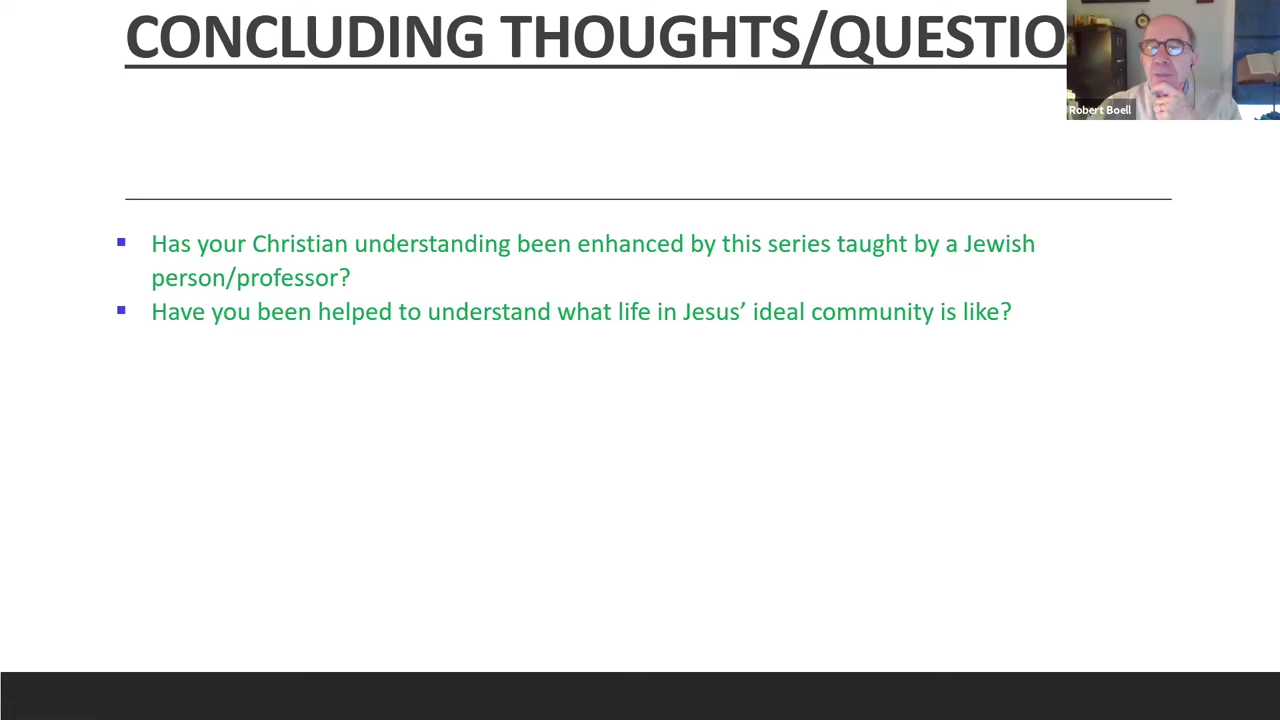 CONCLUDING THOUGHTS/QUESTIO
Robert Boell
Has your Christian understanding been enhanced by this series taught by a Jewish
person/professor?
Have you been helped to understand what life in Jesus’ ideal community is like?